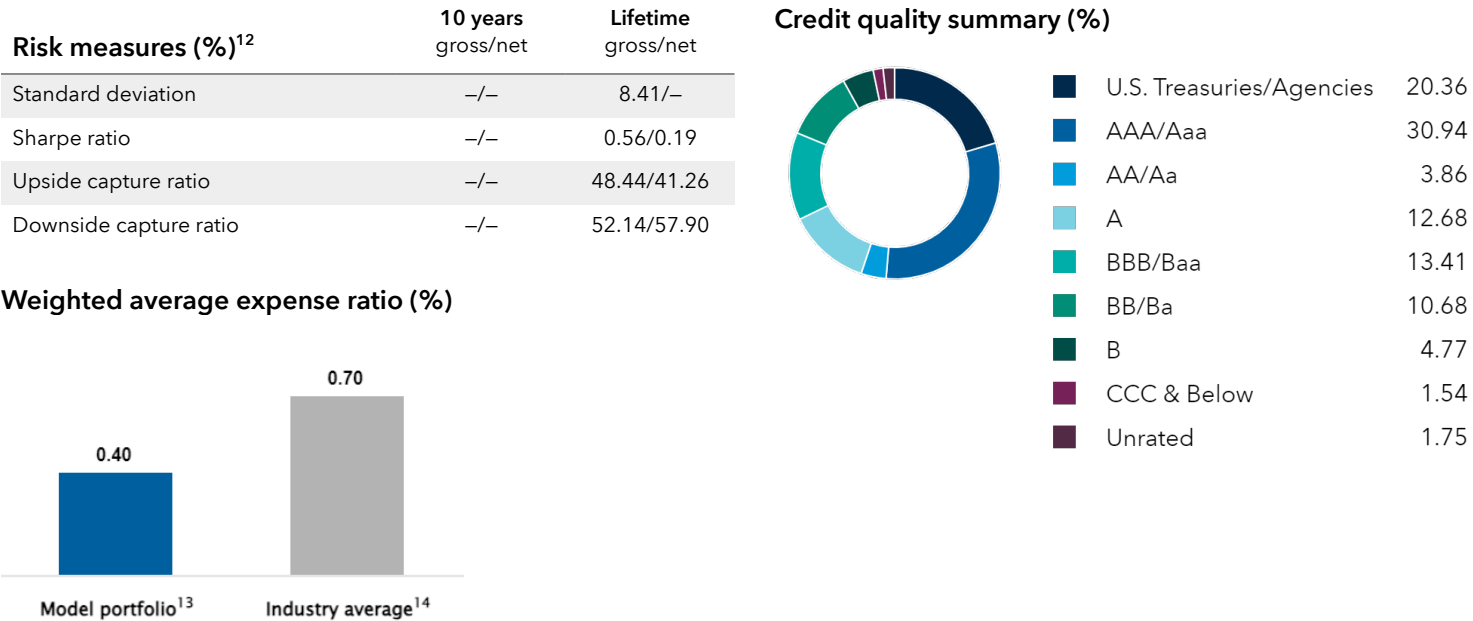 Risk measures (%)12 10 years gross/net Lifetime gross/net
Standard deviation –/– 8.41/–
Sharpe ratio –/– 0.56/0.19
Upside capture ratio –/– 48.44/41.26
Downside capture ratio –/– 52.14/57.90
Weighted average expense ratio (%)
0.40
0.70
Model portfolio13
Industry average14
Credit quality summary (%)
U.S. Treasuries/Agencies 20.36
AAA/Aaa 30.94
AA/Aa 3.86
A 12.68
BBB/Baa 13.41
BB/Ba 10.68
B 4.77
CCC & Below 1.54
Unrated 1.75